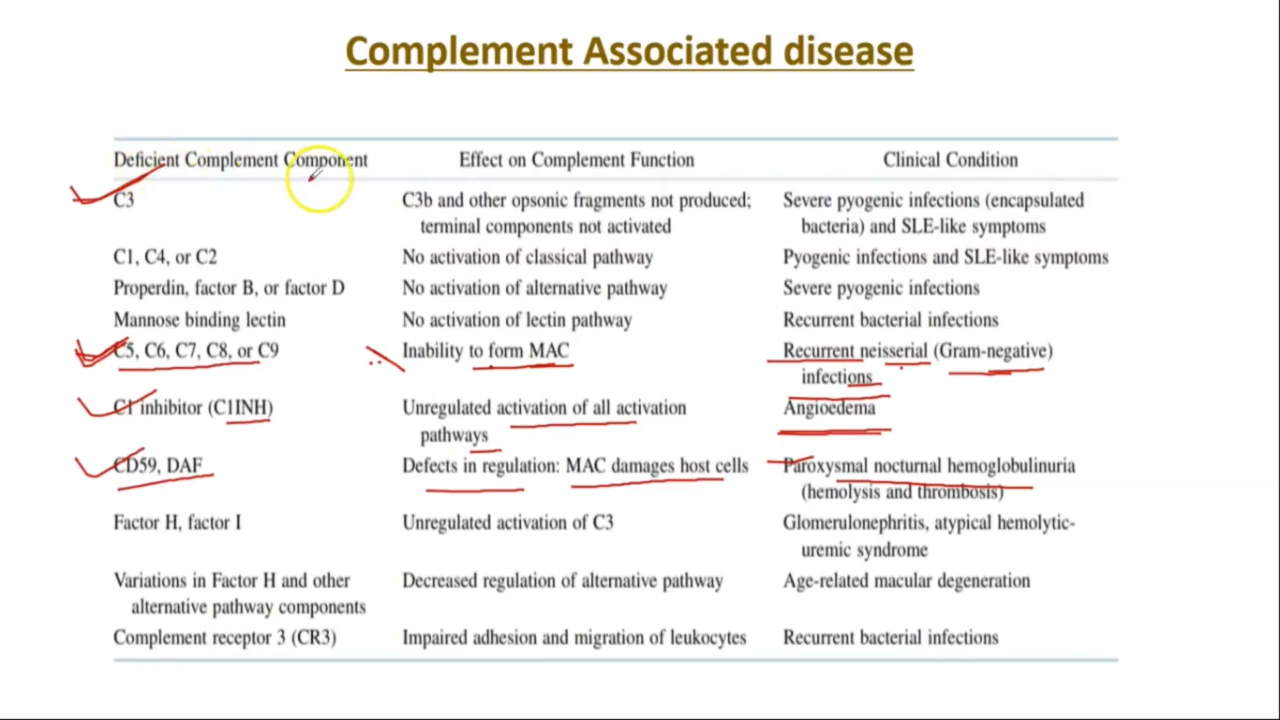 Complement Associated disease
Deficient Complement Component Effect on Complement Function Clinical Condition
C3 C3b and other opsonic fragments not produced; Severe pyogenic infections (encapsulated
terminal components not activated bacteria) and SLE-like symptoms
C1, C4, or C2 No activation of classical pathway Pyogenic infections and SLE-like symptoms
Properdin, factor B, or factor D No activation of alternative pathway Severe pyogenic infections
Mannose binding lectin No activation of lectin pathway Recurrent bacterial infections
C5, C6, C7, C8, or C9 Inability to form MAC Recurrent neisserial (Gram-negative)
infections
C1 inhibitor (C1INH) Unregulated activation of all activation Angioedema
pathways
CD59, DAF Defects in regulation: MAC damages host cells Paroxysmal nocturnal hemoglobulinuria
(hemolysis and thrombosis)
Factor H, factor I Unregulated activation of C3 Glomerulonephritis, atypical hemolytic-
uremic syndrome
Variations in Factor H and other Decreased regulation of alternative pathway Age-related macular degeneration
alternative pathway components
Complement receptor 3 (CR3) Impaired adhesion and migration of leukocytes Recurrent bacterial infections